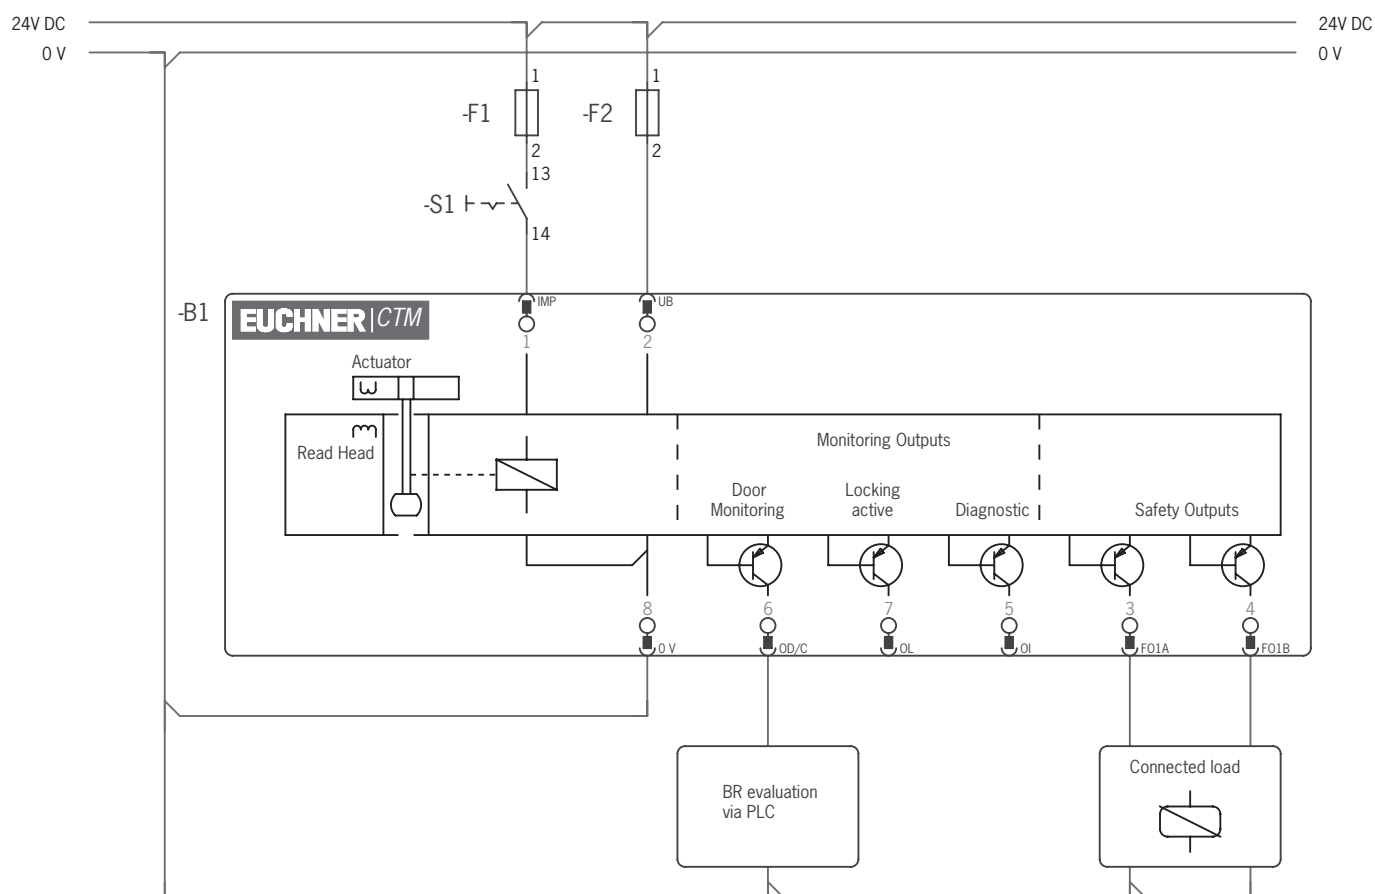 24V DC
24V DC
0 V
0 V
1
1
-F1
-F2
2
2
13
-S1
14
-B1
EUCHNER|CTM
IMP
UB
1
2
Actuator
Read Head
Monitoring Outputs
Door
Monitoring
Locking
active
Diagnostic
Safety Outputs
8
6
7
5
3
4
0 V
OD/C
OL
OI
FO1A
FO1B
BR evaluation
via PLC
Connected load